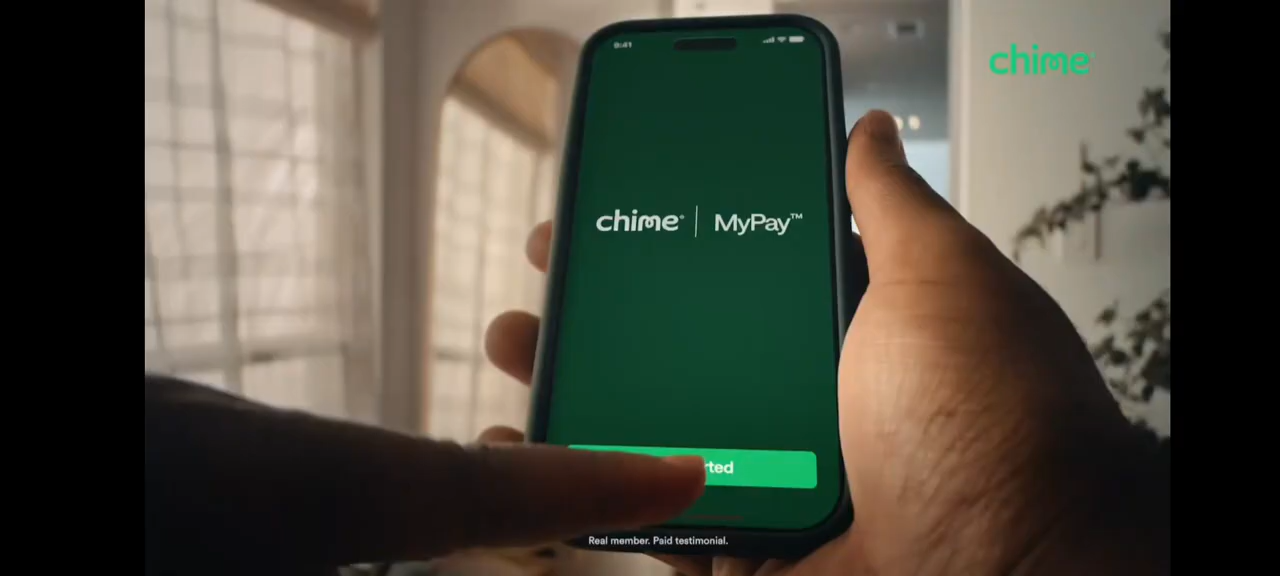 9:41
chime®
chime® | MyPay™
rted
Real member. Paid testimonial.